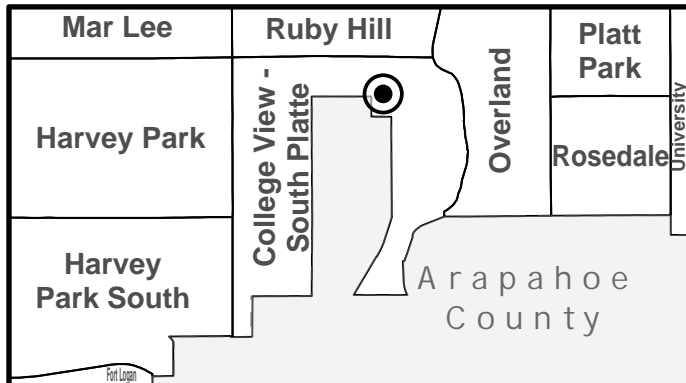 Mar Lee
Ruby Hill
Platt
Park
Harvey Park
College View -
South Platte
Overland
Rosedale
University
Harvey
Park South
Arapahoe
County
Fort Logan